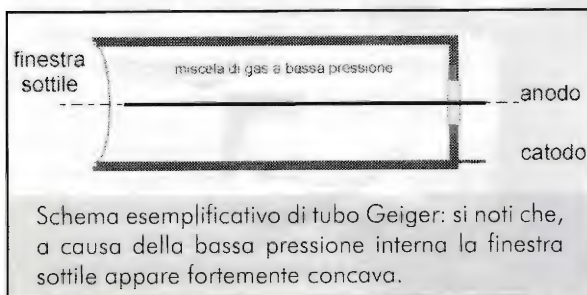 finestra
sottile
miscela di gas a bassa pressione
anodo
catodo
Schema esemplificativo di tubo Geiger: si noti che,
a causa della bassa pressione interna la finestra
sottile appare fortemente concava.